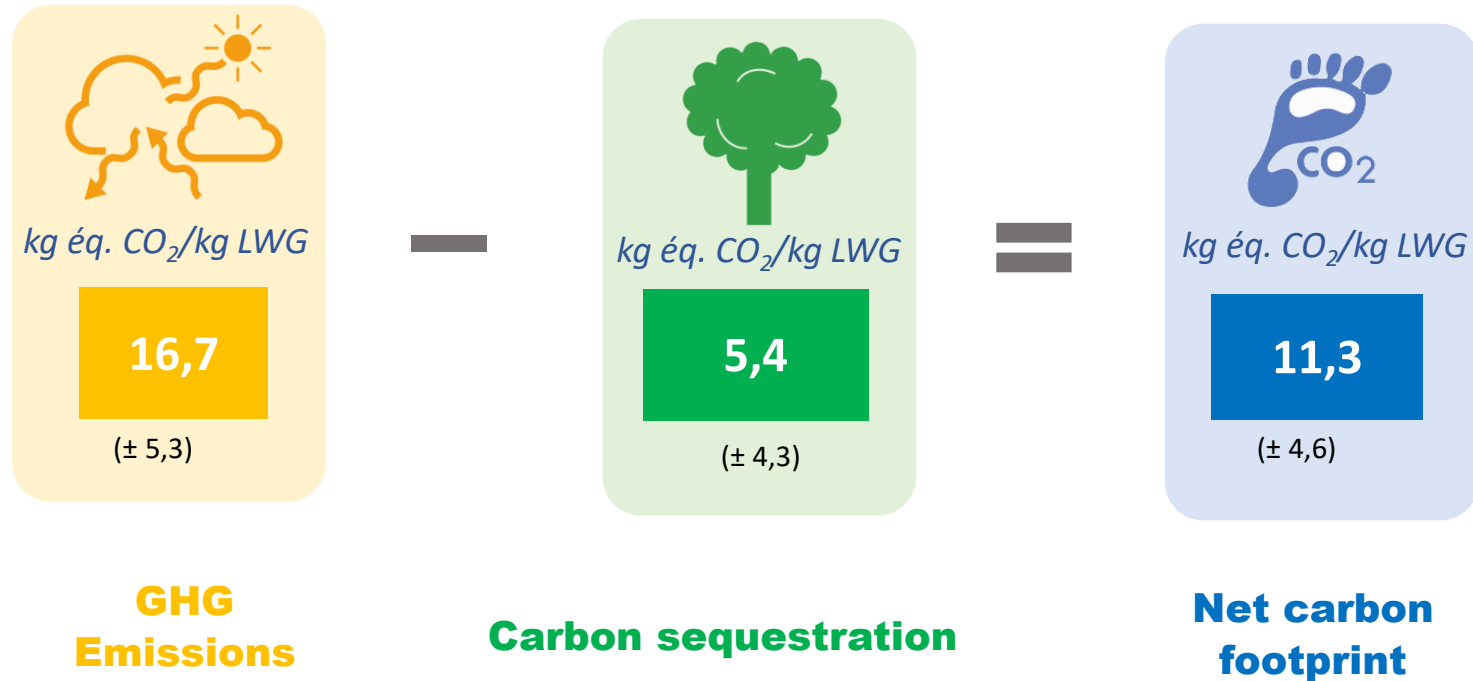 CO2
kg éq. CO2/kg LWG
kg éq. CO2/kg LWG
kg éq. CO2/kg LWG
16,7
5,4
11,3
(± 5,3)
(± 4,3)
(± 4,6)
GHG
Emissions
Carbon sequestration
Net carbon
footprint